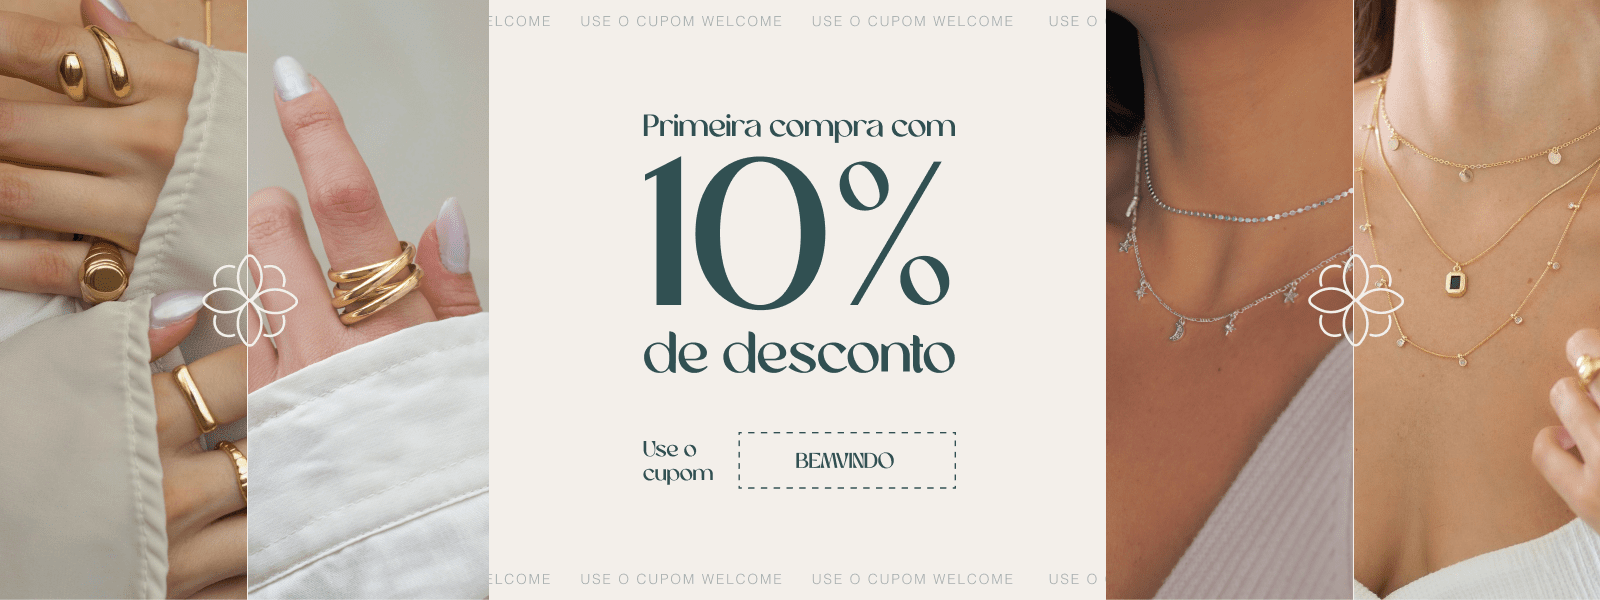 ELCOME USE O CUPOM WELCOME USE O CUPOM WELCOME USE O
Primeira compra com
10%
de desconto
Use o
cupom
BEMVINDO
ELCOME USE O CUPOM WELCOME USE O CUPOM WELCOME USE O